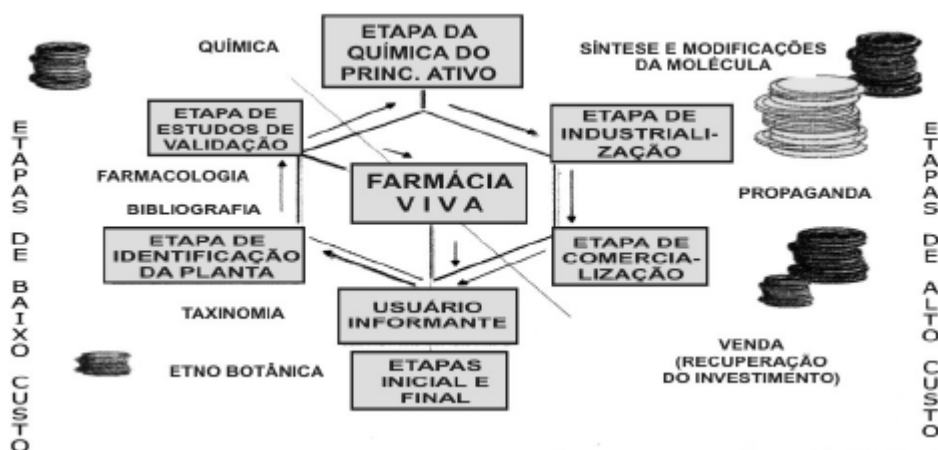 QUÍMICA
ETAPA DA
QUÍMICA DO
PRINC. ATIVO
SÍNTESE E MODIFICAÇÕES
DA MOLÉCULA
ETAPA DE
ESTUDOS DE
VALIDAÇÃO
ETAPA DE
INDUSTRIALI-
ZAÇÃO
FARMACOLOGIA
FARMÁCIA
VIVA
PROPAGANDA
BIBLIOGRAFIA
ETAPA DE
IDENTIFICAÇÃO
DA PLANTA
ETAPA DE
COMERCIA-
LIZAÇÃO
TAXINOMIA
USUÁRIO
INFORMANTE
VENDA
(RECUPERAÇÃO
DO INVESTIMENTO)
ETNO BOTÂNICA
ETAPAS
INICIAL E
FINAL
ETAPAS DE BAIXO CUSTO
ETAPAS DE ALTO CUSTO